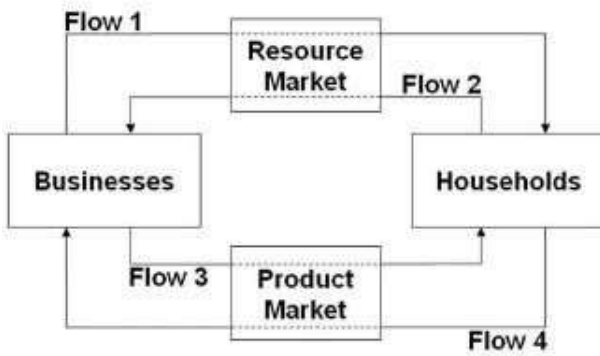 Flow 1
Resource
Market
Flow 2
Businesses
Households
Flow 3
Product
Market
Flow 4